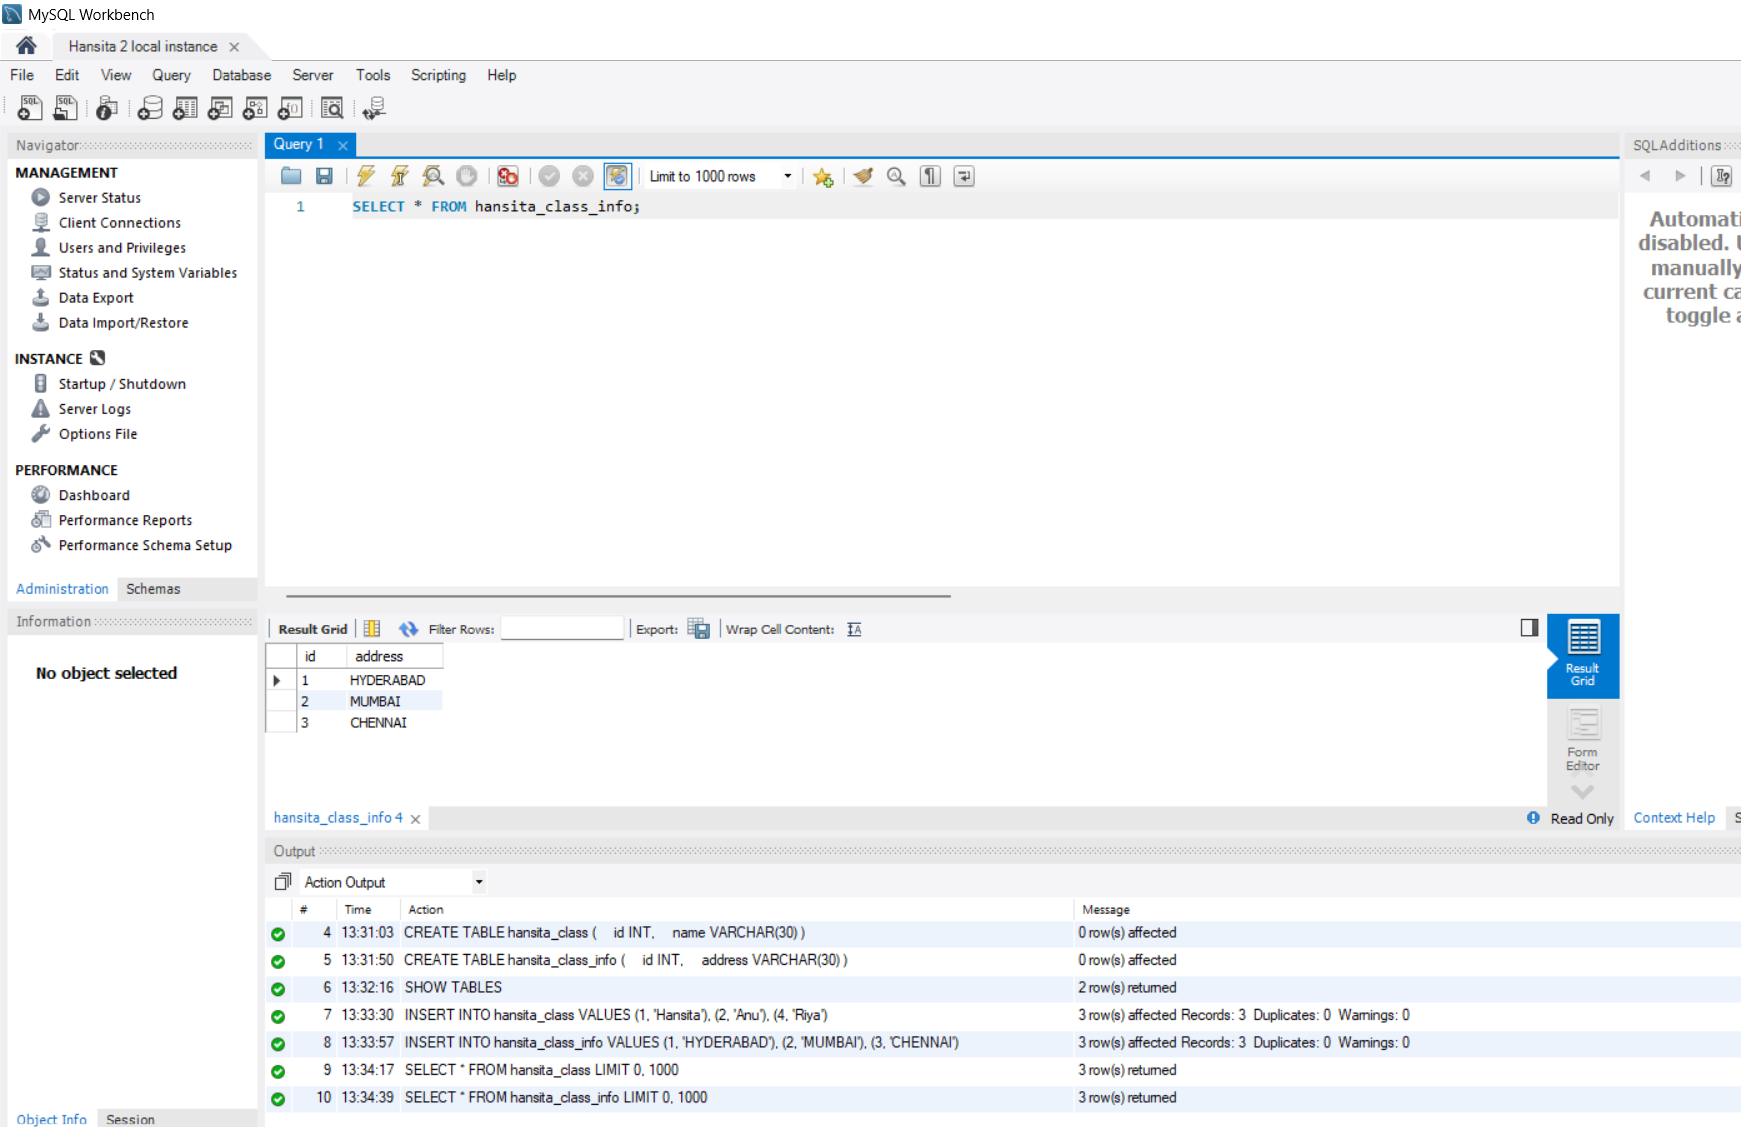 MySQL Workbench
Hansita 2 local instance
File Edit View Query Database Server Tools Scripting Help
Navigator
MANAGEMENT
Server Status
Client Connections
Users and Privileges
Status and System Variables
Data Export
Data Import/Restore
INSTANCE
Startup / Shutdown
Server Logs
Options File
PERFORMANCE
Dashboard
Performance Reports
Performance Schema Setup
Administration Schemas
Information
No object selected
Object Info Session
Query 1
Limit to 1000 rows
1 SELECT * FROM hansita_class_info;
Result Grid Filter Rows: Export: Wrap Cell Content:
id address
1 HYDERABAD
2 MUMBAI
3 CHENNAI
Result
Grid
Form
Editor
hansita_class_info 4
Read Only
SQLAdditions
Automati
disabled. U
manually
current ca
toggle a
Context Help S
Output
Action Output
# Time Action Message
4 13:31:03 CREATE TABLE hansita_class ( id INT, name VARCHAR(30) ) 0 row(s) affected
5 13:31:50 CREATE TABLE hansita_class_info ( id INT, address VARCHAR(30) ) 0 row(s) affected
6 13:32:16 SHOW TABLES 2 row(s) returned
7 13:33:30 INSERT INTO hansita_class VALUES (1, 'Hansita'), (2, 'Anu'), (4, 'Riya') 3 row(s) affected Records: 3 Duplicates: 0 Warnings: 0
8 13:33:57 INSERT INTO hansita_class_info VALUES (1, 'HYDERABAD'), (2, 'MUMBAI'), (3, 'CHENNAI') 3 row(s) affected Records: 3 Duplicates: 0 Warnings: 0
9 13:34:17 SELECT * FROM hansita_class LIMIT 0, 1000 3 row(s) returned
10 13:34:39 SELECT * FROM hansita_class_info LIMIT 0, 1000 3 row(s) returned